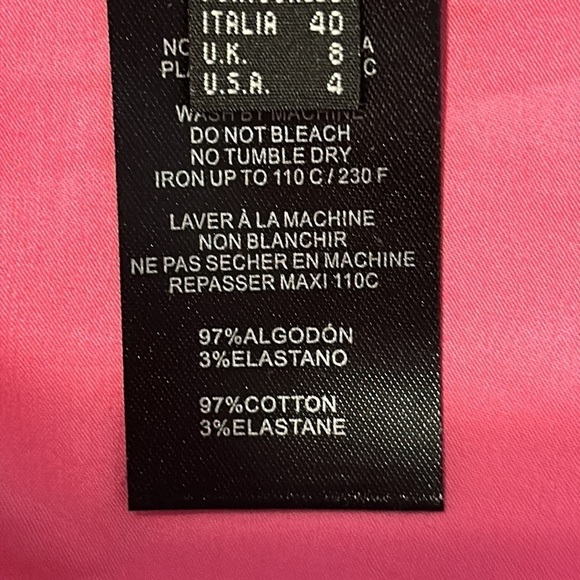 ITALIA 40
U.K. 8
U.S.A. 4
WASH BY MACHINE
DO NOT BLEACH
NO TUMBLE DRY
IRON UP TO 110 C / 230 F
LAVER À LA MACHINE
NON BLANCHIR
NE PAS SECHER EN MACHINE
REPASSER MAXI 110C
97%ALGODÓN
3%ELASTANO
97%COTTON
3%ELASTANE